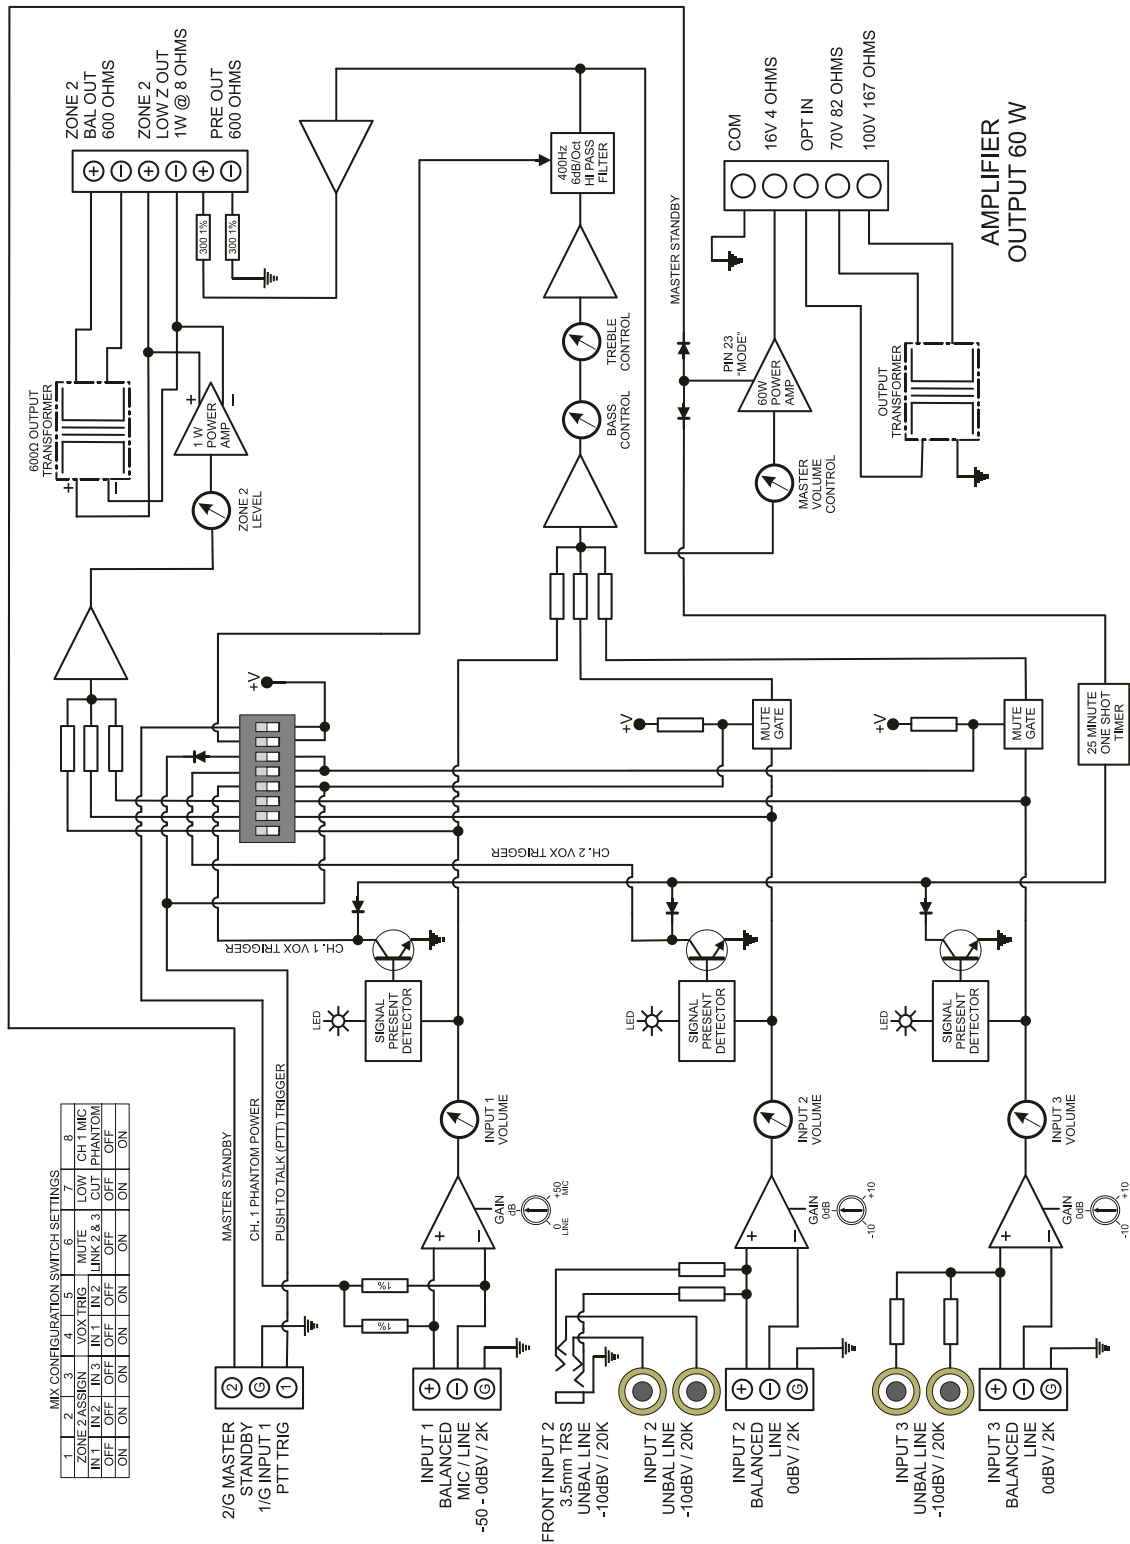 MIX CONFIGURATION SWITCH SETTINGS
1 2 3 4 5 6 7 8
ZONE 2 ASSIGN VOX TRIG MUTE LOW CH 1 MIC
IN 1 IN 2 IN 3 IN 1 IN 2 LINK 2 & 3 CUT PHANTOM
OFF OFF OFF OFF OFF OFF OFF OFF
ON ON ON ON ON ON ON ON
2/G MASTER
STANDBY
1/G INPUT 1
PTT TRIG
2
G
1
MASTER STANDBY
CH. 1 PHANTOM POWER
PUSH TO TALK (PTT) TRIGGER
INPUT 1
BALANCED
MIC / LINE
-50 - 0dBV / 2K
+
−
G
1%
1%
+
−
GAIN
dB
0
LINE
+50
MIC
INPUT 1
VOLUME
LED
SIGNAL
PRESENT
DETECTOR
CH. 1 VOX TRIGGER
FRONT INPUT 2
3.5mm TRS
UNBAL LINE
-10dBV / 20K
INPUT 2
UNBAL LINE
-10dBV / 20K
INPUT 2
BALANCED
LINE
0dBV / 2K
+
−
G
+
−
GAIN
0dB
-10
+10
INPUT 2
VOLUME
LED
SIGNAL
PRESENT
DETECTOR
CH. 2 VOX TRIGGER
INPUT 3
UNBAL LINE
-10dBV / 20K
INPUT 3
BALANCED
LINE
0dBV / 2K
+
−
G
+
−
GAIN
0dB
-10
+10
INPUT 3
VOLUME
LED
SIGNAL
PRESENT
DETECTOR
+V
+V
MUTE
GATE
+V
MUTE
GATE
25 MINUTE
ONE SHOT
TIMER
ZONE 2
LEVEL
1 W
POWER
AMP
+
−
600Ω OUTPUT
TRANSFORMER
+
−
300 1%
300 1%
+
−
+
−
+
−
ZONE 2
BAL OUT
600 OHMS
ZONE 2
LOW Z OUT
1W @ 8 OHMS
PRE OUT
600 OHMS
BASS
CONTROL
TREBLE
CONTROL
400Hz
6dB/Oct
HI PASS
FILTER
MASTER STANDBY
MASTER
VOLUME
CONTROL
60W
POWER
AMP
PIN 23
"MODE"
OUTPUT
TRANSFORMER
COM
16V 4 OHMS
OPT IN
70V 82 OHMS
100V 167 OHMS
AMPLIFIER
OUTPUT 60 W